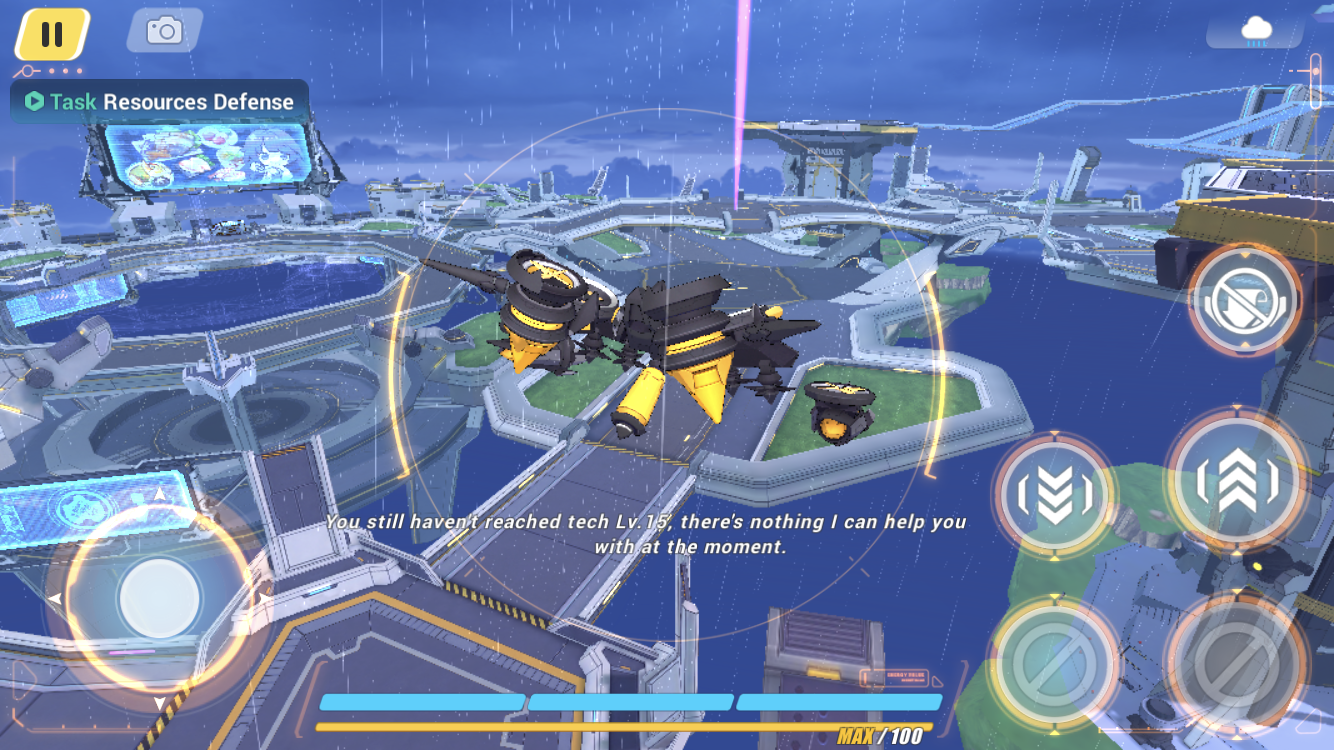 Task Resources Defense
You still haven't reached tech Lv.15, there's nothing I can help you
with at the moment.
MAX / 100